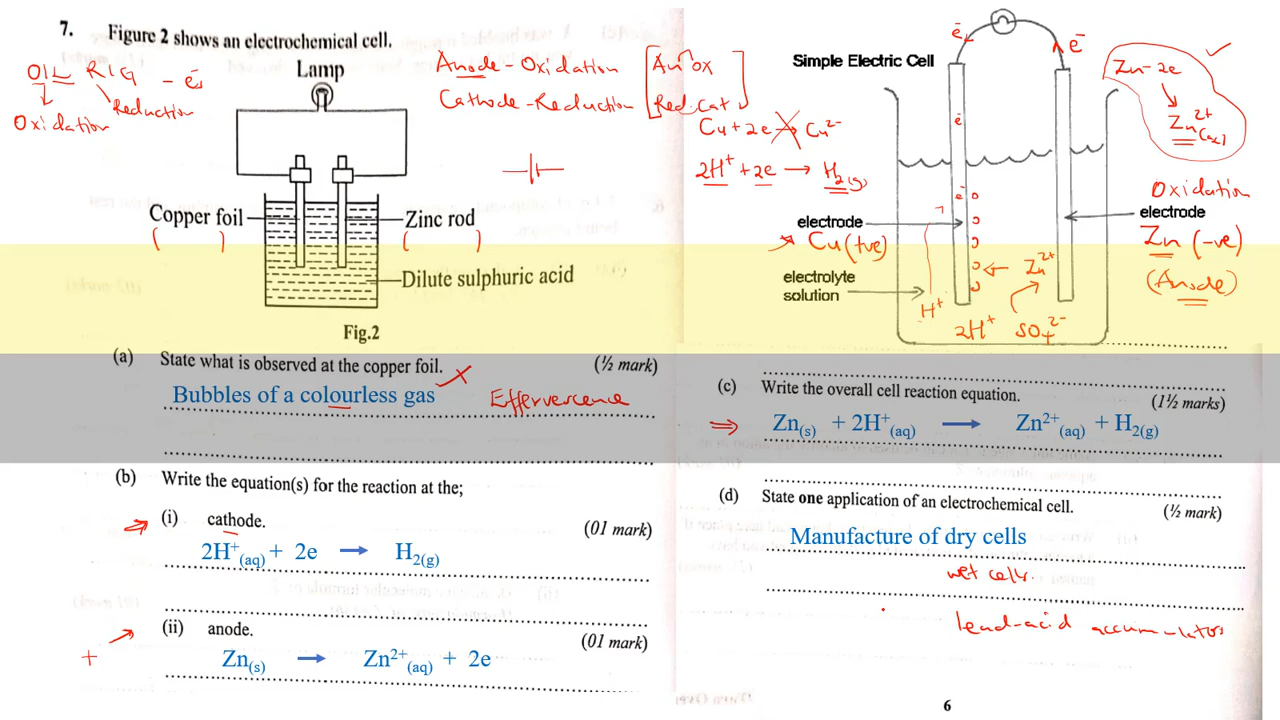 7. Figure 2 shows an electrochemical cell.
OIL RIG - e
Reduction
Oxidation
Lamp
Anode - Oxidation [An Ox]
Cathode - Reduction [Red.Cat]
Copper foil
Zinc rod
Dilute sulphuric acid
Fig.2
(a) State what is observed at the copper foil. (½ mark)
Bubbles of a colourless gas
Effervescence
(b) Write the equation(s) for the reaction at the;
(i) cathode. (01 mark)
2H⁺(aq) + 2e → H₂(g)
(ii) anode. (01 mark)
+
Zn(s) → Zn²⁺(aq) + 2e
Simple Electric Cell
e
e
Zn - 2e
→ Zn²⁺(aq)
Cu + 2e → Cu²⁻
2H⁺ + 2e → H₂(g)
e
e
Oxidation
electrode
Cu (+ve)
electrode
Zn (-ve)
(Anode)
electrolyte
solution
H⁺
Zn²⁺
2H⁺ SO₄²⁻
(c) Write the overall cell reaction equation. (1½ marks)
⇒ Zn(s) + 2H⁺(aq) → Zn²⁺(aq) + H₂(g)
(d) State one application of an electrochemical cell. (½ mark)
Manufacture of dry cells
wet cells.
lead-acid accumulators
6